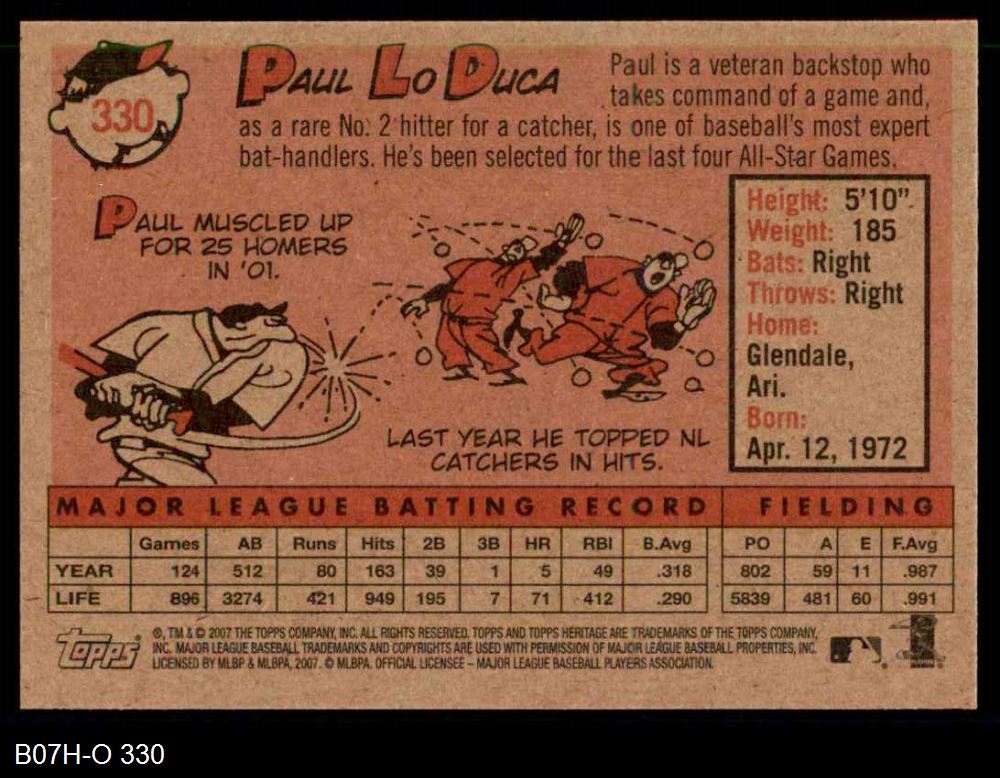 330
PAUL LO DUCA
Paul is a veteran backstop who
takes command of a game and,
as a rare No. 2 hitter for a catcher, is one of baseball's most expert
bat-handlers. He's been selected for the last four All-Star Games.
PAUL MUSCLED UP
FOR 25 HOMERS
IN '01.
LAST YEAR HE TOPPED NL
CATCHERS IN HITS.
Height: 5'10"
Weight: 185
Bats: Right
Throws: Right
Home:
Glendale,
Ari.
Born:
Apr. 12, 1972
MAJOR LEAGUE BATTING RECORD FIELDING
Games AB Runs Hits 2B 3B HR RBI B.Avg PO A E F.Avg
YEAR 124 512 80 163 39 1 5 49 .318 802 59 11 .987
LIFE 896 3274 421 949 195 7 71 412 .290 5839 481 60 .991
Topps
®, TM & © 2007 THE TOPPS COMPANY, INC. ALL RIGHTS RESERVED. TOPPS AND TOPPS HERITAGE ARE TRADEMARKS OF THE TOPPS COMPANY,
INC. MAJOR LEAGUE BASEBALL TRADEMARKS AND COPYRIGHTS ARE USED WITH PERMISSION OF MAJOR LEAGUE BASEBALL PROPERTIES, INC.
LICENSED BY MLBP & MLBPA, 2007. © MLBPA. OFFICIAL LICENSEE – MAJOR LEAGUE BASEBALL PLAYERS ASSOCIATION.
B07H-O 330